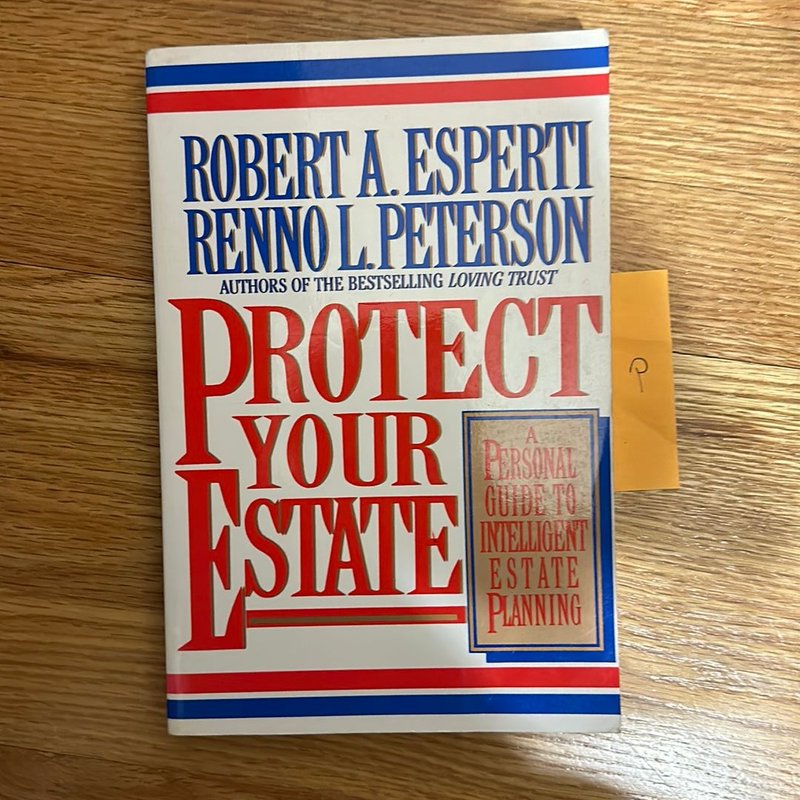 ROBERT A. ESPERTI
RENNO L. PETERSON
AUTHORS OF THE BESTSELLING LOVING TRUST
PROTECT
YOUR
ESTATE
A
PERSONAL
GUIDE TO
INTELLIGENT
ESTATE
PLANNING